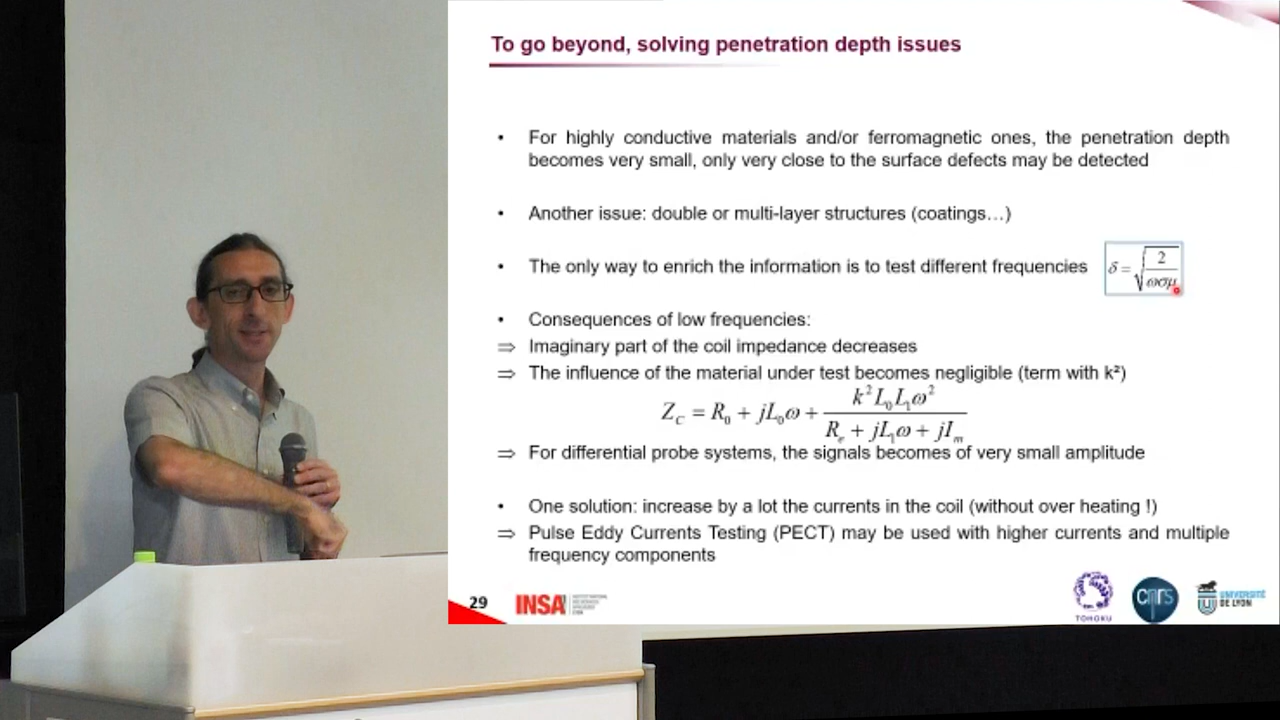 To go beyond, solving penetration depth issues
• For highly conductive materials and/or ferromagnetic ones, the penetration depth
becomes very small, only very close to the surface defects may be detected
• Another issue: double or multi-layer structures (coatings…)
• The only way to enrich the information is to test different frequencies δ = √(2/(ωσμ))
• Consequences of low frequencies:
⇒ Imaginary part of the coil impedance decreases
⇒ The influence of the material under test becomes negligible (term with k²)
Z_C = R_0 + jL_0ω + (k²L_0L_1ω²)/(R_e + jL_1ω + jI_m)
⇒ For differential probe systems, the signals becomes of very small amplitude
• One solution: increase by a lot the currents in the coil (without over heating !)
⇒ Pulse Eddy Currents Testing (PECT) may be used with higher currents and multiple
frequency components
29
INSA
TOHOKU
cnrs
UNIVERSITÉ
DE LYON